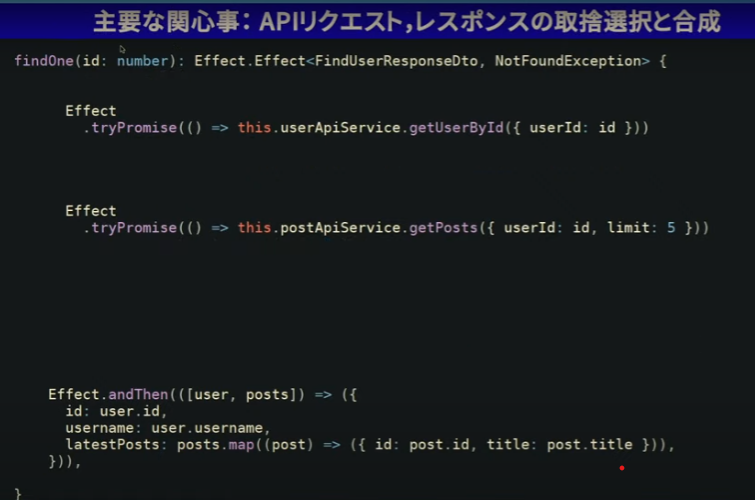 主要な関心事： APIリクエスト,レスポンスの取捨選択と合成
findOne(id: number): Effect.Effect<FindUserResponseDto, NotFoundException> {
Effect
.tryPromise(() => this.userApiService.getUserById({ userId: id }))
Effect
.tryPromise(() => this.postApiService.getPosts({ userId: id, limit: 5 }))
Effect.andThen(([user, posts]) => ({
id: user.id,
username: user.username,
latestPosts: posts.map((post) => ({ id: post.id, title: post.title })),
})),
}